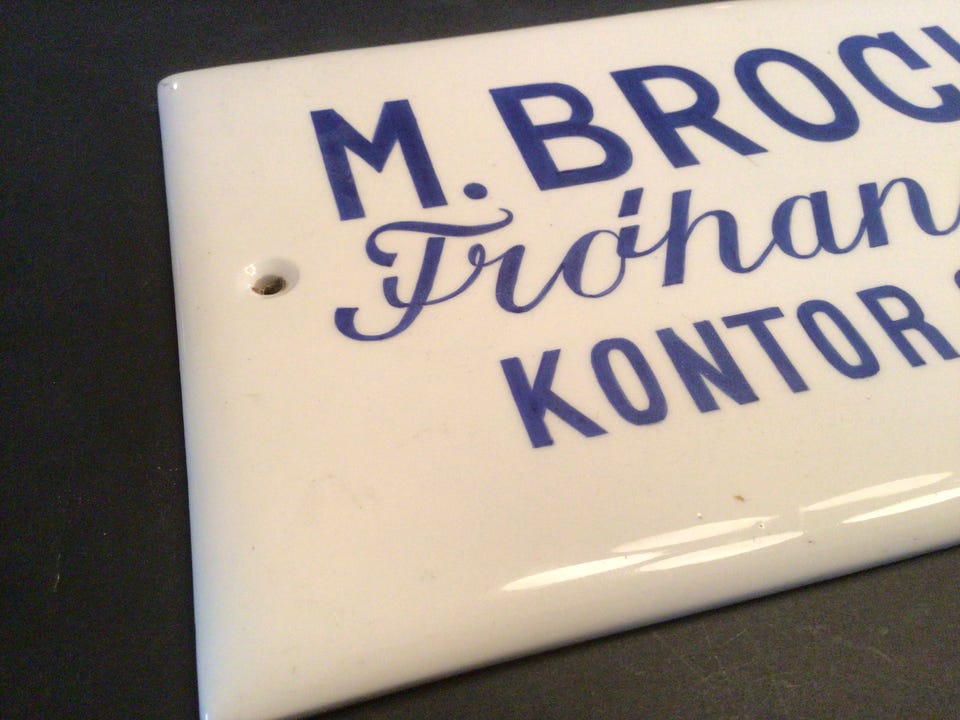 M. BROC
Fróhan
KONTOR